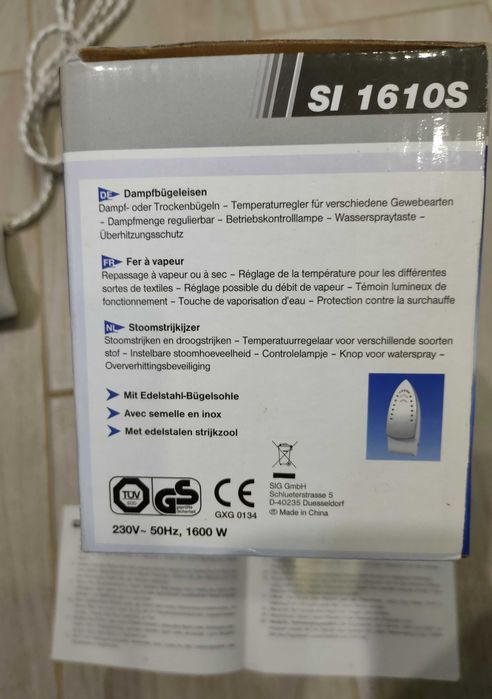 SI 1610S
DE Dampfbügeleisen
Dampf- oder Trockenbügeln – Temperaturregler für verschiedene Gewebearten
– Dampfmenge regulierbar – Betriebskontrolllampe – Wasserspraytaste –
Überhitzungsschutz
FR Fer à vapeur
Repassage à vapeur ou à sec – Réglage de la température pour les différentes
sortes de textiles – Réglage possible du débit de vapeur – Témoin lumineux de
fonctionnement – Touche de vaporisation d'eau – Protection contre la surchauffe
NL Stoomstrijkijzer
Stoomstrijken en droogstrijken – Temperatuurregelaar voor verschillende soorten
stof – Instelbare stoomhoeveelheid – Controlelampje – Knop voor waterspray –
Oververhittingsbeveiliging
Mit Edelstahl-Bügelsohle
Avec semelle en inox
Met edelstalen strijkzool
TÜV
GS
geprüfte
Sicherheit
CE
GXG 0134
SIG GmbH
Schlueterstrasse 5
D-40235 Duesseldorf
Made in China
230V~ 50Hz, 1600 W